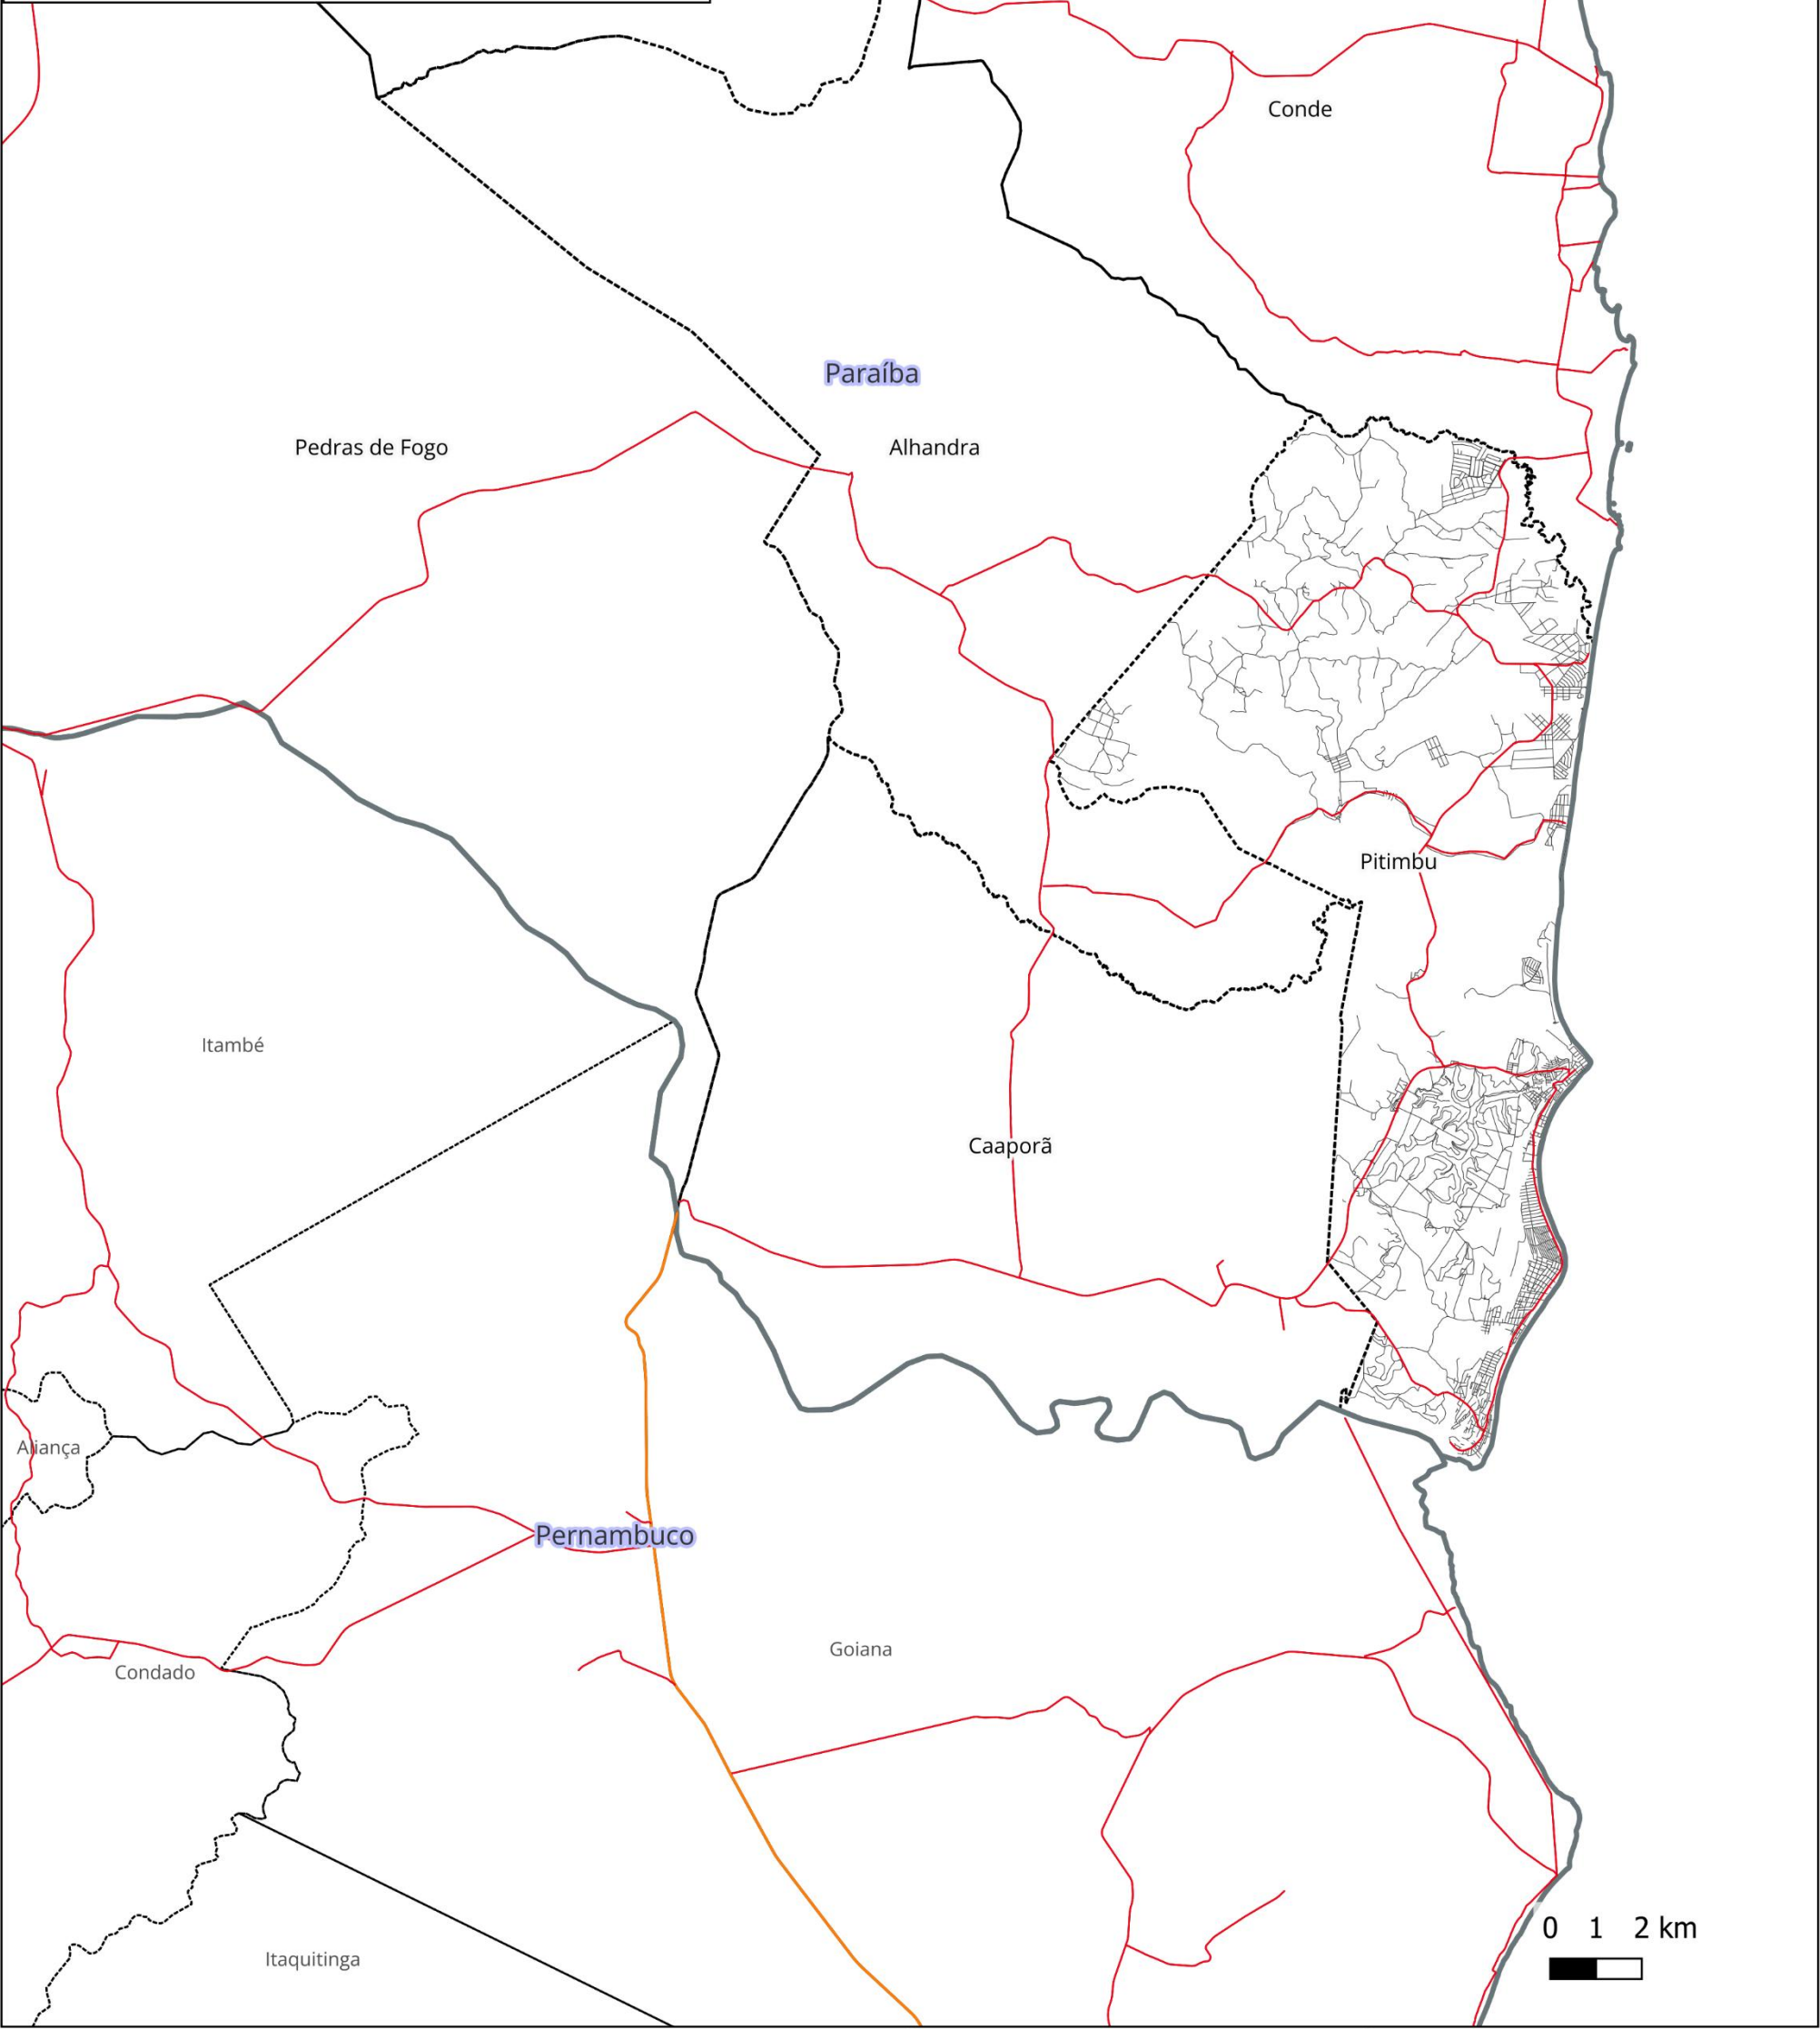 Conde
Paraíba
Pedras de Fogo
Alhandra
Pitimbu
Itambé
Caaporã
Aliança
Pernambuco
Goiana
Condado
0 1 2 km
Itaquitinga